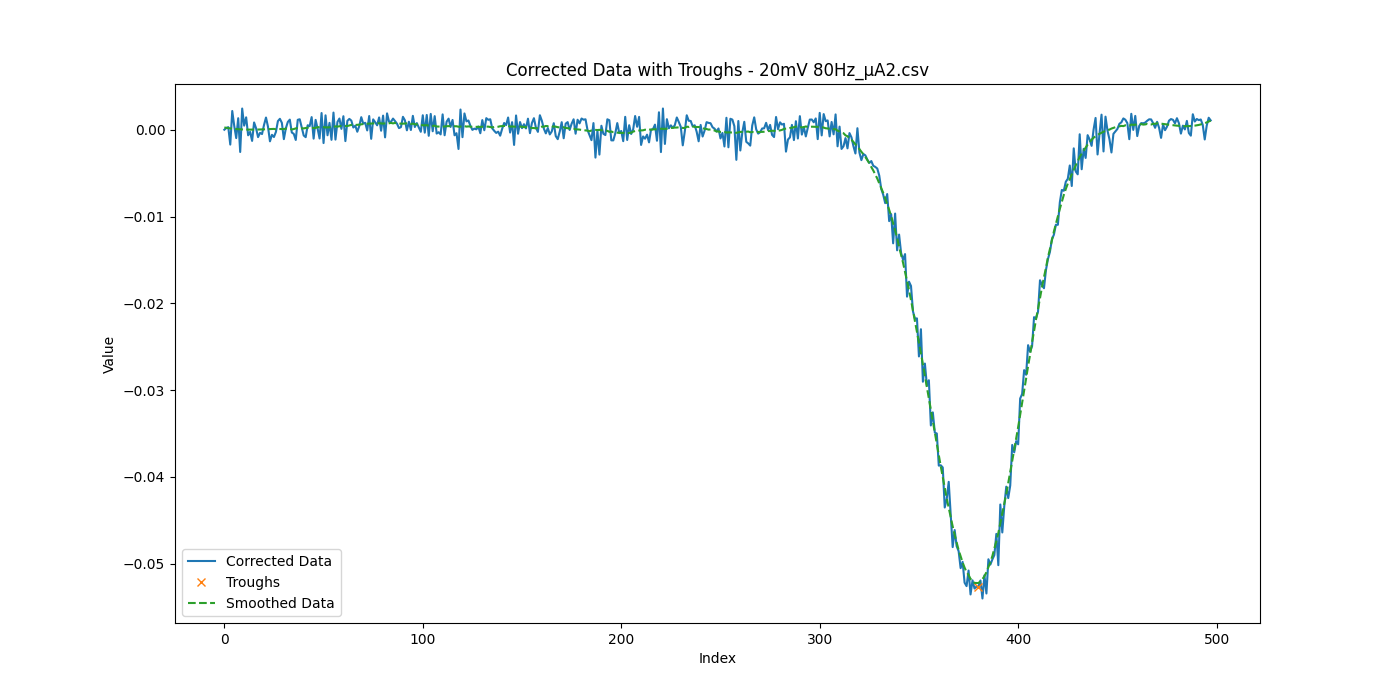 Corrected Data with Troughs - 20mV 80Hz_µA2.csv
Value
0.00
−0.01
−0.02
−0.03
−0.04
−0.05
Corrected Data
Troughs
Smoothed Data
0 100 200 300 400 500
Index